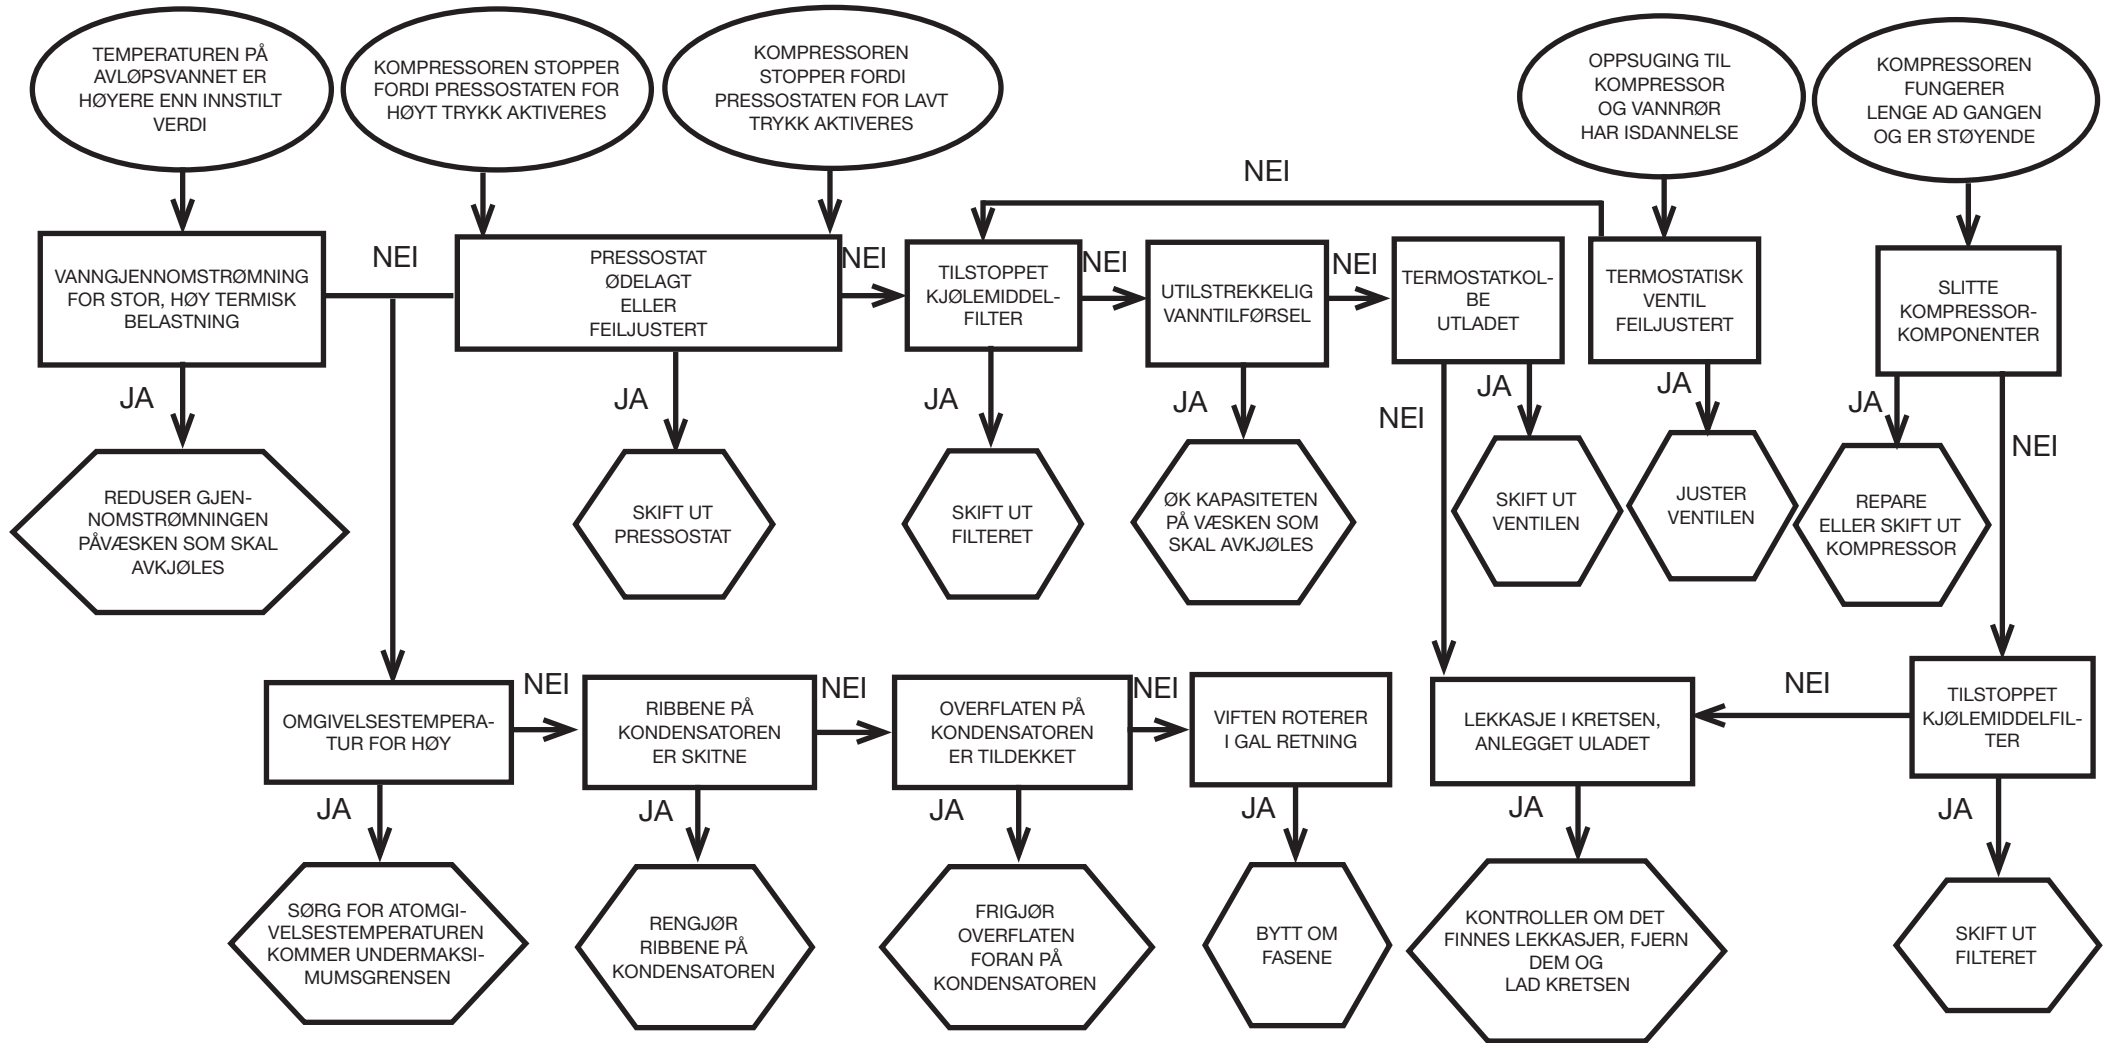 TEMPERATUREN PÅ
AVLØPSVANNET ER
HØYERE ENN INNSTILT
VERDI
KOMPRESSOREN STOPPER
FORDI PRESSOSTATEN FOR
HØYT TRYKK AKTIVERES
KOMPRESSOREN
STOPPER FORDI
PRESSOSTATEN FOR LAVT
TRYKK AKTIVERES
OPPSUGING TIL
KOMPRESSOR
OG VANNRØR
HAR ISDANNELSE
KOMPRESSOREN
FUNGERER
LENGE AD GANGEN
OG ER STØYENDE
NEI
VANNGJENNOMSTRØMNING
FOR STOR, HØY TERMISK
BELASTNING
NEI
PRESSOSTAT
ØDELAGT
ELLER
FEILJUSTERT
NEI
TILSTOPPET
KJØLEMIDDEL-
FILTER
NEI
UTILSTREKKELIG
VANNTILFØRSEL
NEI
TERMOSTATKOL-
BE
UTLADET
TERMOSTATISK
VENTIL
FEILJUSTERT
SLITTE
KOMPRESSOR-
KOMPONENTER
JA
JA
JA
JA
NEI
JA
JA
JA
NEI
REDUSER GJEN-
NOMSTRØMNINGEN
PÅVÆSKEN SOM SKAL
AVKJØLES
SKIFT UT
PRESSOSTAT
SKIFT UT
FILTERET
ØK KAPASITETEN
PÅ VÆSKEN SOM
SKAL AVKJØLES
SKIFT UT
VENTILEN
JUSTER
VENTILEN
REPARE
ELLER SKIFT UT
KOMPRESSOR
OMGIVELSESTEMPERA-
TUR FOR HØY
NEI
RIBBENE PÅ
KONDENSATOREN
ER SKITNE
NEI
OVERFLATEN PÅ
KONDENSATOREN
ER TILDEKKET
NEI
VIFTEN ROTERER
I GAL RETNING
LEKKASJE I KRETSEN,
ANLEGGET ULADET
NEI
TILSTOPPET
KJØLEMIDDELFIL-
TER
JA
JA
JA
JA
JA
JA
SØRG FOR ATOMGI-
VELSESTEMPERATUREN
KOMMER UNDERMAKSI-
MUMSGRENSEN
RENGJØR
RIBBENE PÅ
KONDENSATOREN
FRIGJØR
OVERFLATEN
FORAN PÅ
KONDENSATOREN
BYTT OM
FASENE
KONTROLLER OM DET
FINNES LEKKASJER, FJERN
DEM OG
LAD KRETSEN
SKIFT UT
FILTERET